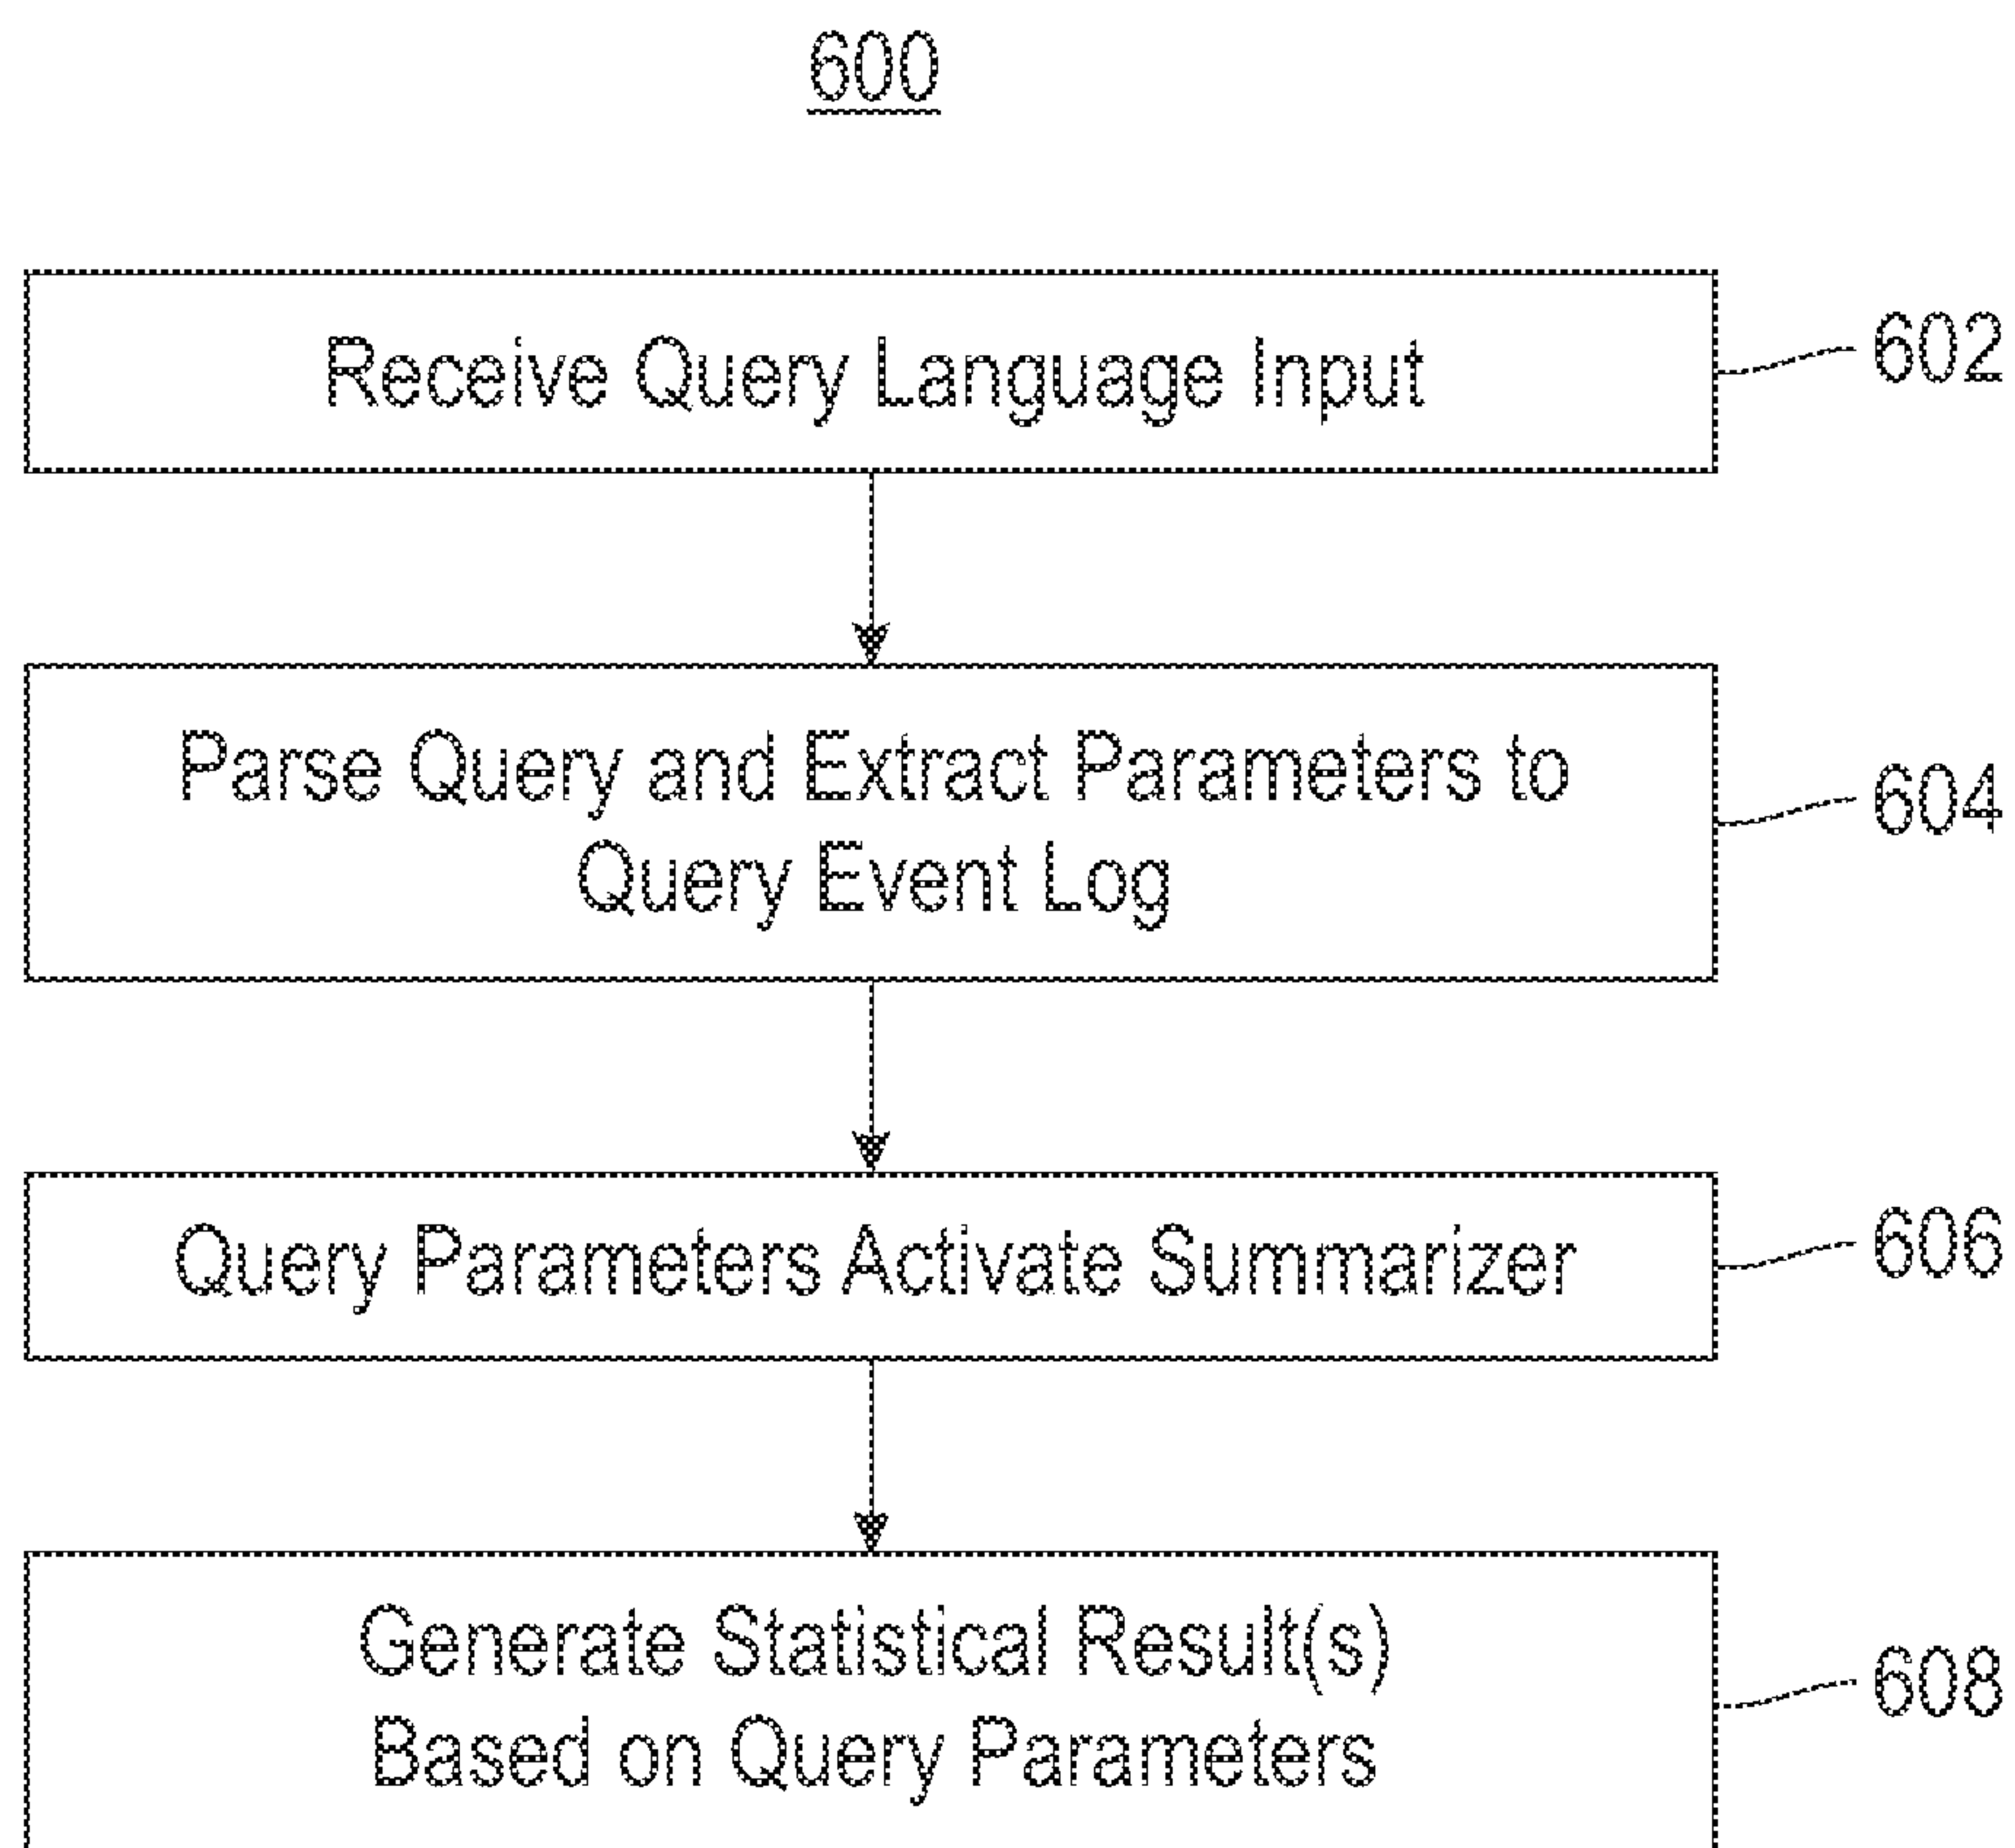 600
Receive Query Language Input
602
Parse Query and Extract Parameters to
Query Event Log
604
Query Parameters Activate Summarizer
606
Generate Statistical Result(s)
Based on Query Parameters
608